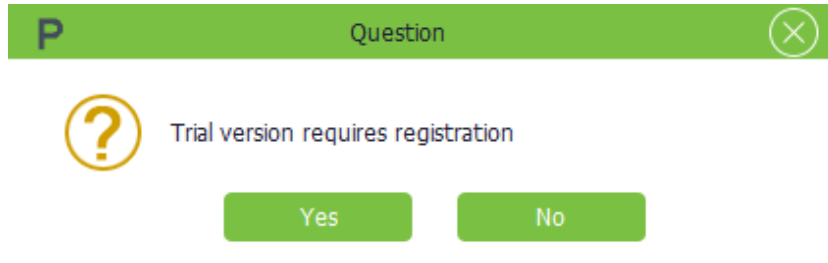 P Question
Trial version requires registration
Yes No